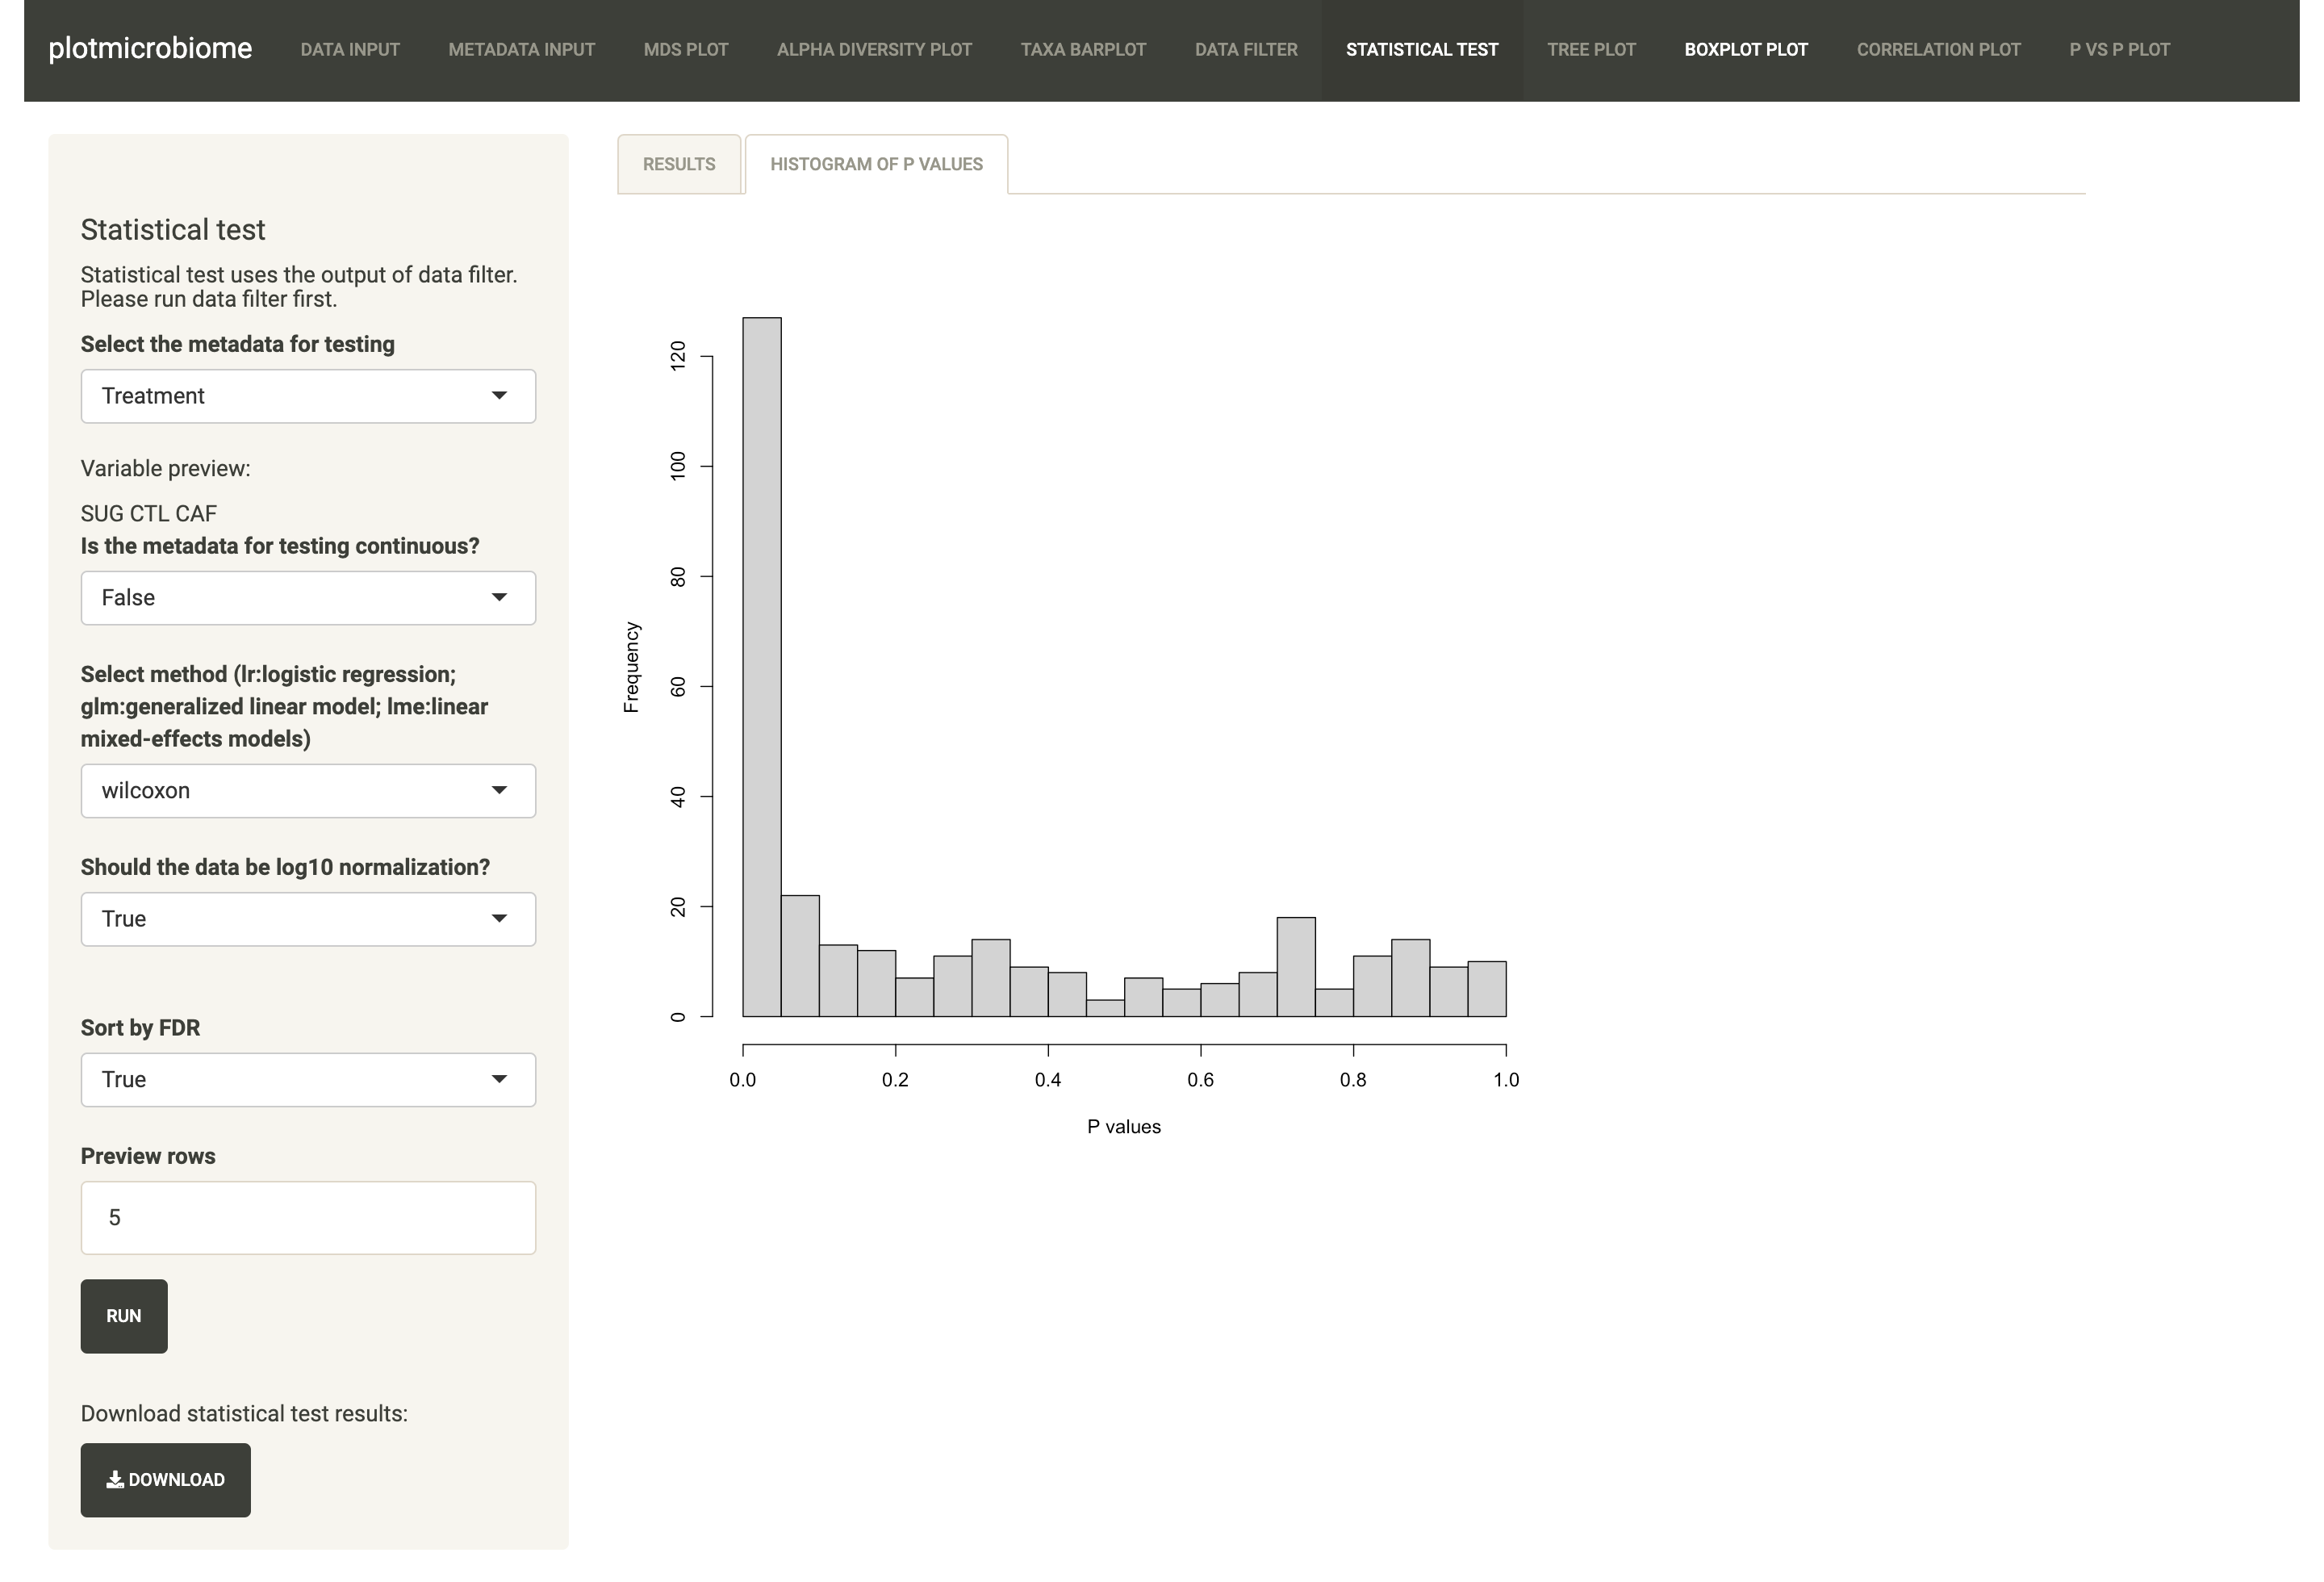 plotmicrobiome DATA INPUT METADATA INPUT MDS PLOT ALPHA DIVERSITY PLOT TAXA BARPLOT DATA FILTER STATISTICAL TEST TREE PLOT BOXPLOT PLOT CORRELATION PLOT P VS P PLOT
Statistical test
Statistical test uses the output of data filter.
Please run data filter first.
Select the metadata for testing
Treatment
Variable preview:
SUG CTL CAF
Is the metadata for testing continuous?
False
Select method (lr:logistic regression;
glm:generalized linear model; lme:linear
mixed-effects models)
wilcoxon
Should the data be log10 normalization?
True
Sort by FDR
True
Preview rows
5
RUN
Download statistical test results:
DOWNLOAD
RESULTS HISTOGRAM OF P VALUES
Frequency
120
100
80
60
40
20
0
0.0 0.2 0.4 0.6 0.8 1.0
P values